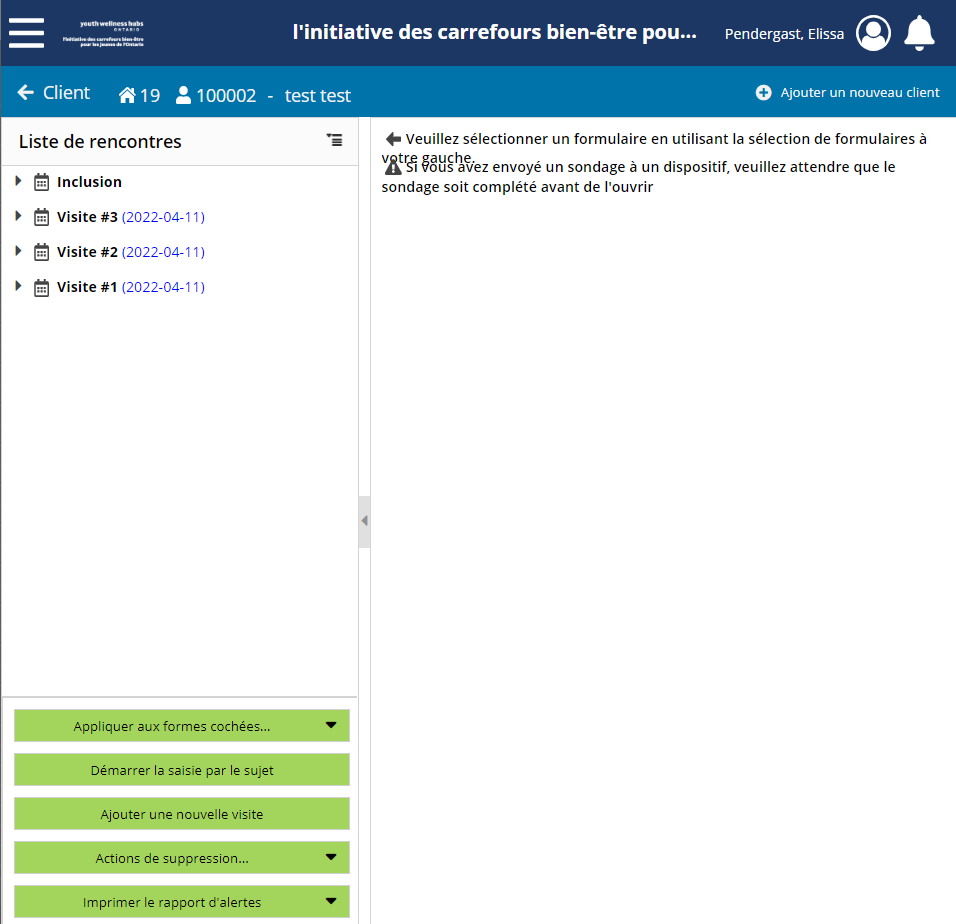 youth wellness hubs
ONTARIO
l'initiative des carrefours bien-être
pour les jeunes de l'Ontario
l'initiative des carrefours bien-être pou...
Pendergast, Elissa
Client
19
100002 - test test
Ajouter un nouveau client
Liste de rencontres
Inclusion
Visite #3 (2022-04-11)
Visite #2 (2022-04-11)
Visite #1 (2022-04-11)
Veuillez sélectionner un formulaire en utilisant la sélection de formulaires à
votre gauche.
Si vous avez envoyé un sondage à un dispositif, veuillez attendre que le
sondage soit complété avant de l'ouvrir
Appliquer aux formes cochées...
Démarrer la saisie par le sujet
Ajouter une nouvelle visite
Actions de suppression...
Imprimer le rapport d'alertes